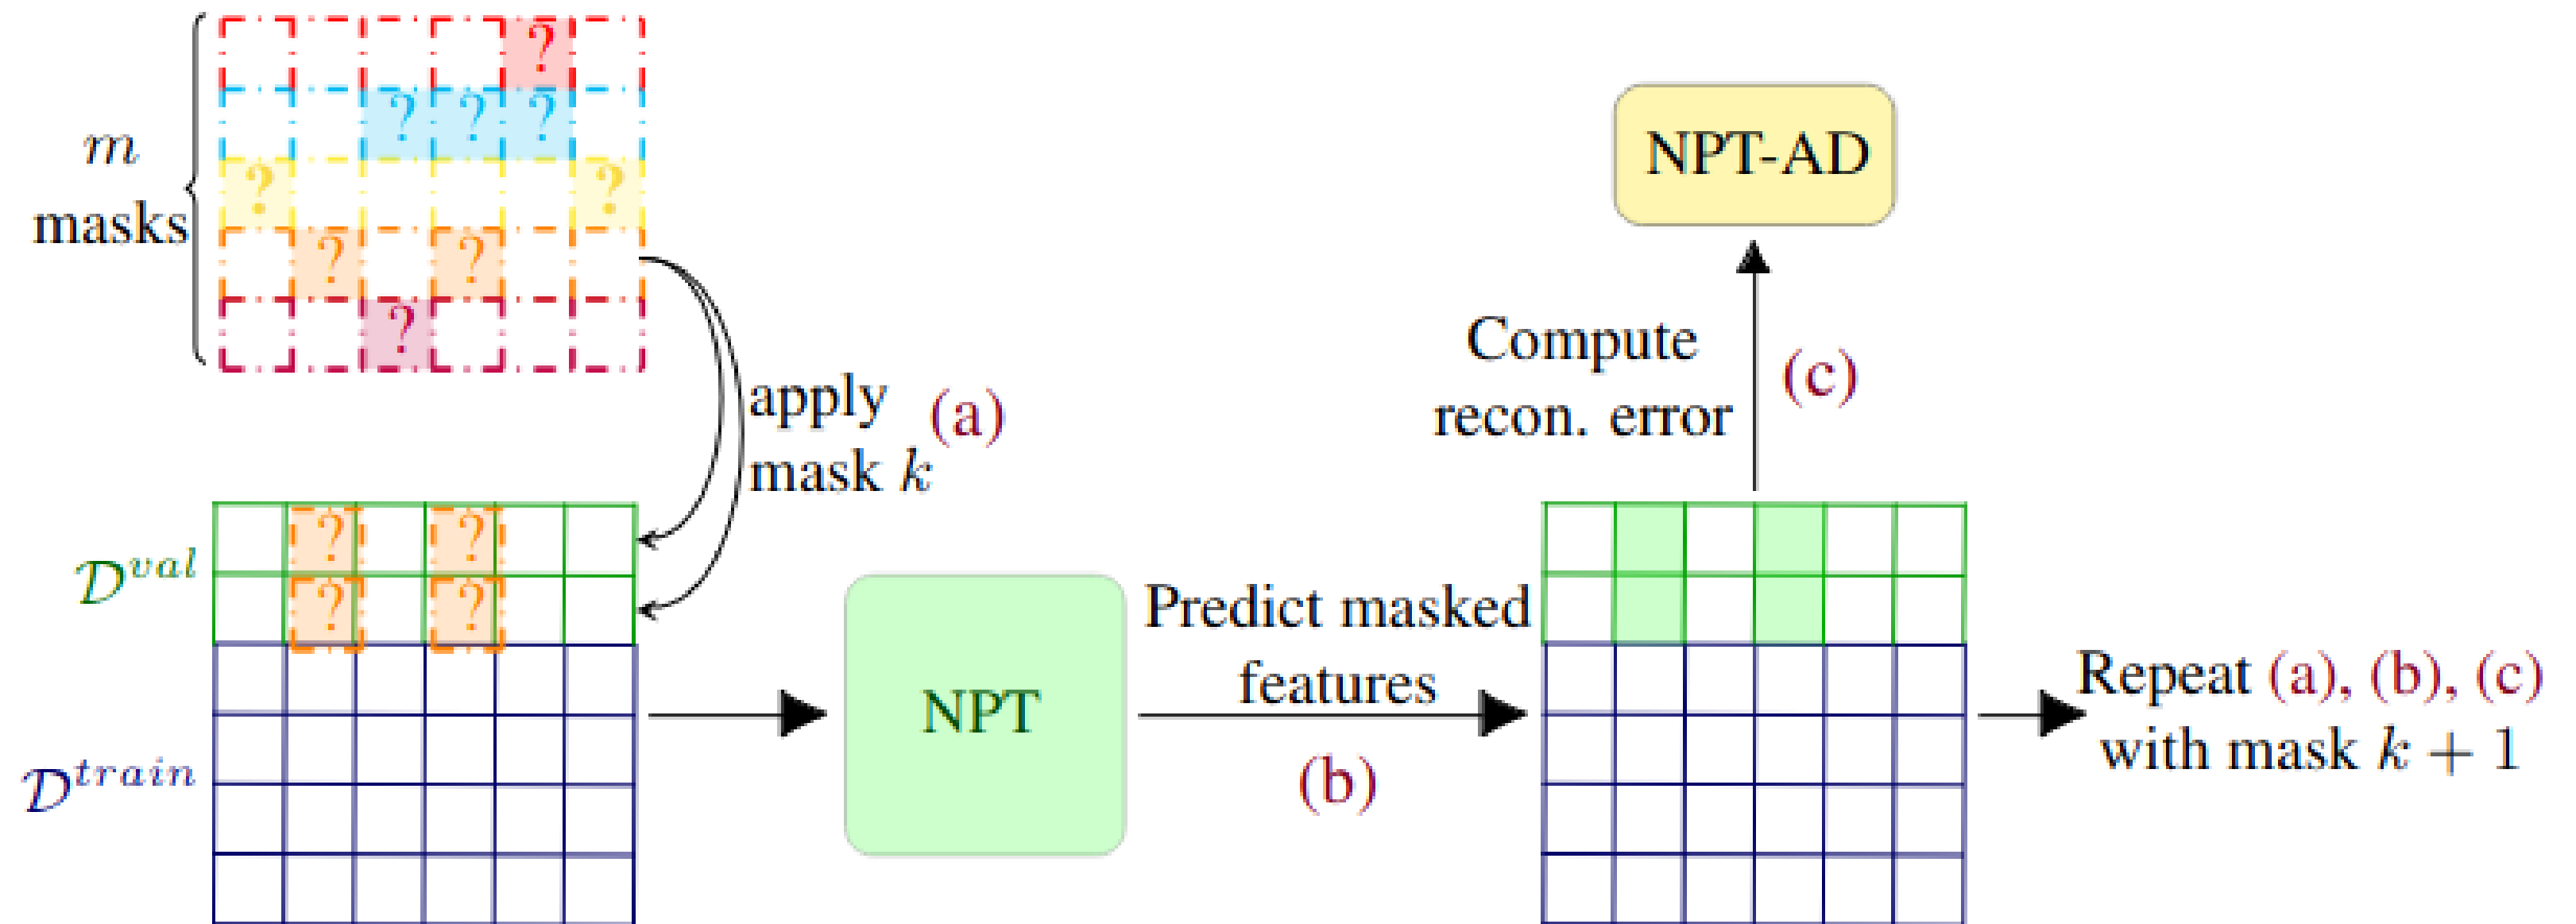 ?
? ? ?
? ?
? ?
?
m
masks
apply
mask k
(a)
? ?
? ?
𝒟^{val}
𝒟^{train}
NPT
Predict masked
features
(b)
NPT-AD
Compute
recon. error
(c)
Repeat (a), (b), (c)
with mask k + 1